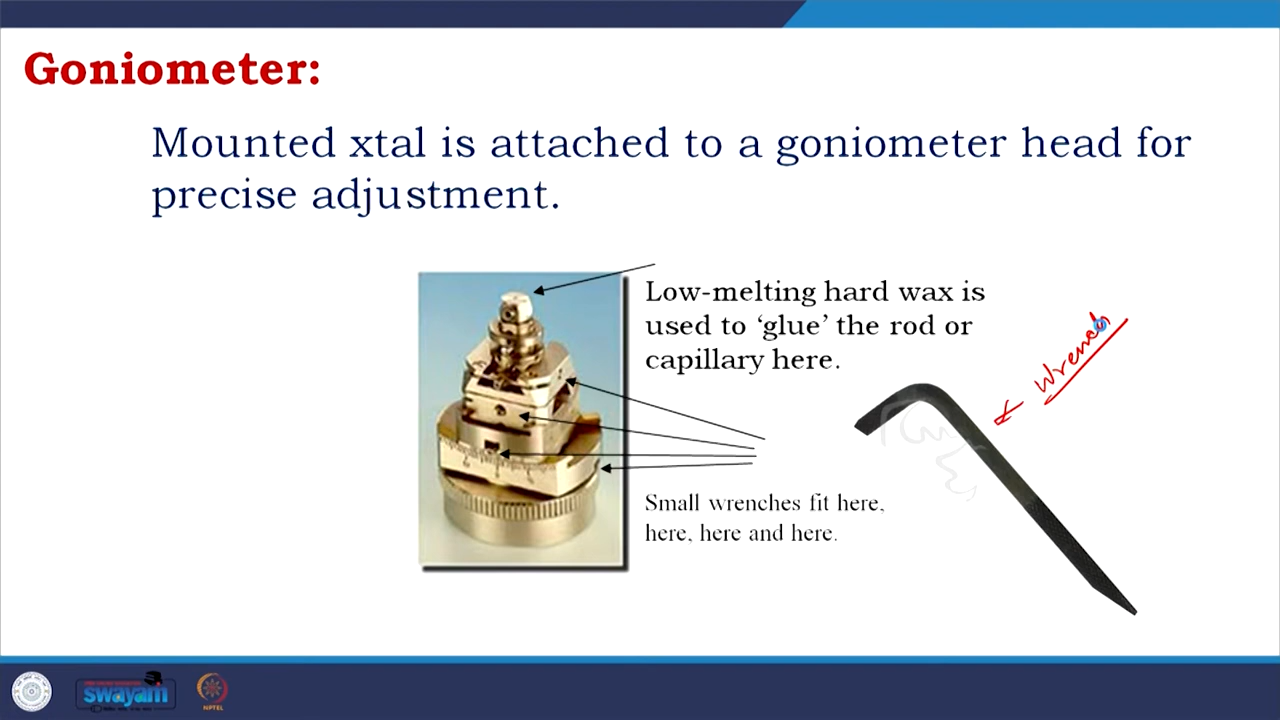 Goniometer:
Mounted xtal is attached to a goniometer head for
precise adjustment.
Low-melting hard wax is
used to ‘glue’ the rod or
capillary here.
Wrench
Small wrenches fit here,
here, here and here.
swayam
NPTEL